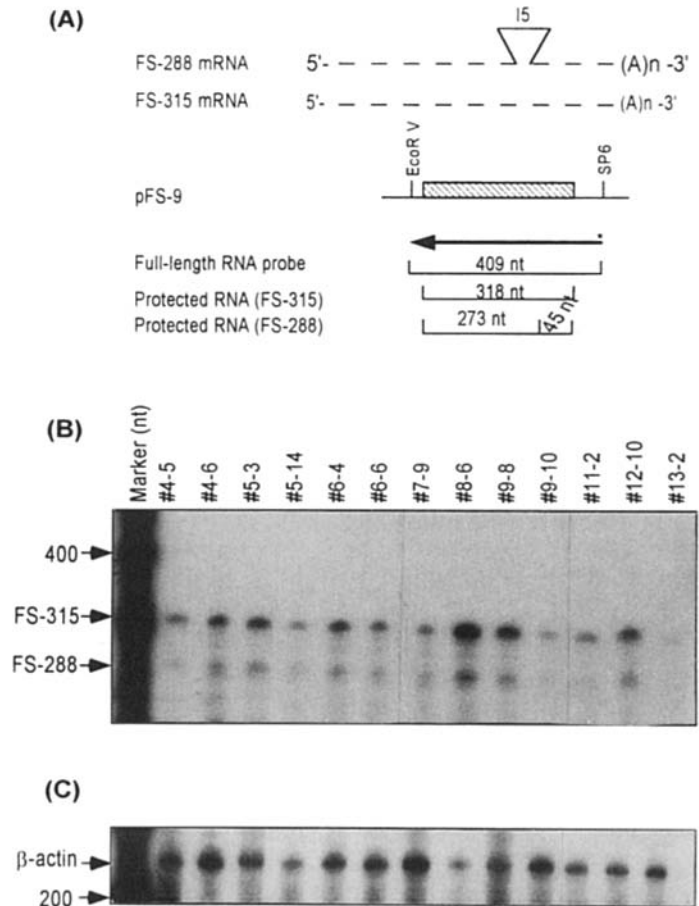 (A)
I5
FS-288 mRNA 5'- (A)n -3'
FS-315 mRNA 5'- (A)n -3'
EcoR V
SP6
pFS-9
Full-length RNA probe 409 nt
Protected RNA (FS-315) 318 nt
Protected RNA (FS-288) 273 nt 45 nt
(B)
Marker (nt) #4-5 #4-6 #5-3 #5-14 #6-4 #6-6 #7-9 #8-6 #9-8 #9-10 #11-2 #12-10 #13-2
400
FS-315
FS-288
(C)
β-actin
200